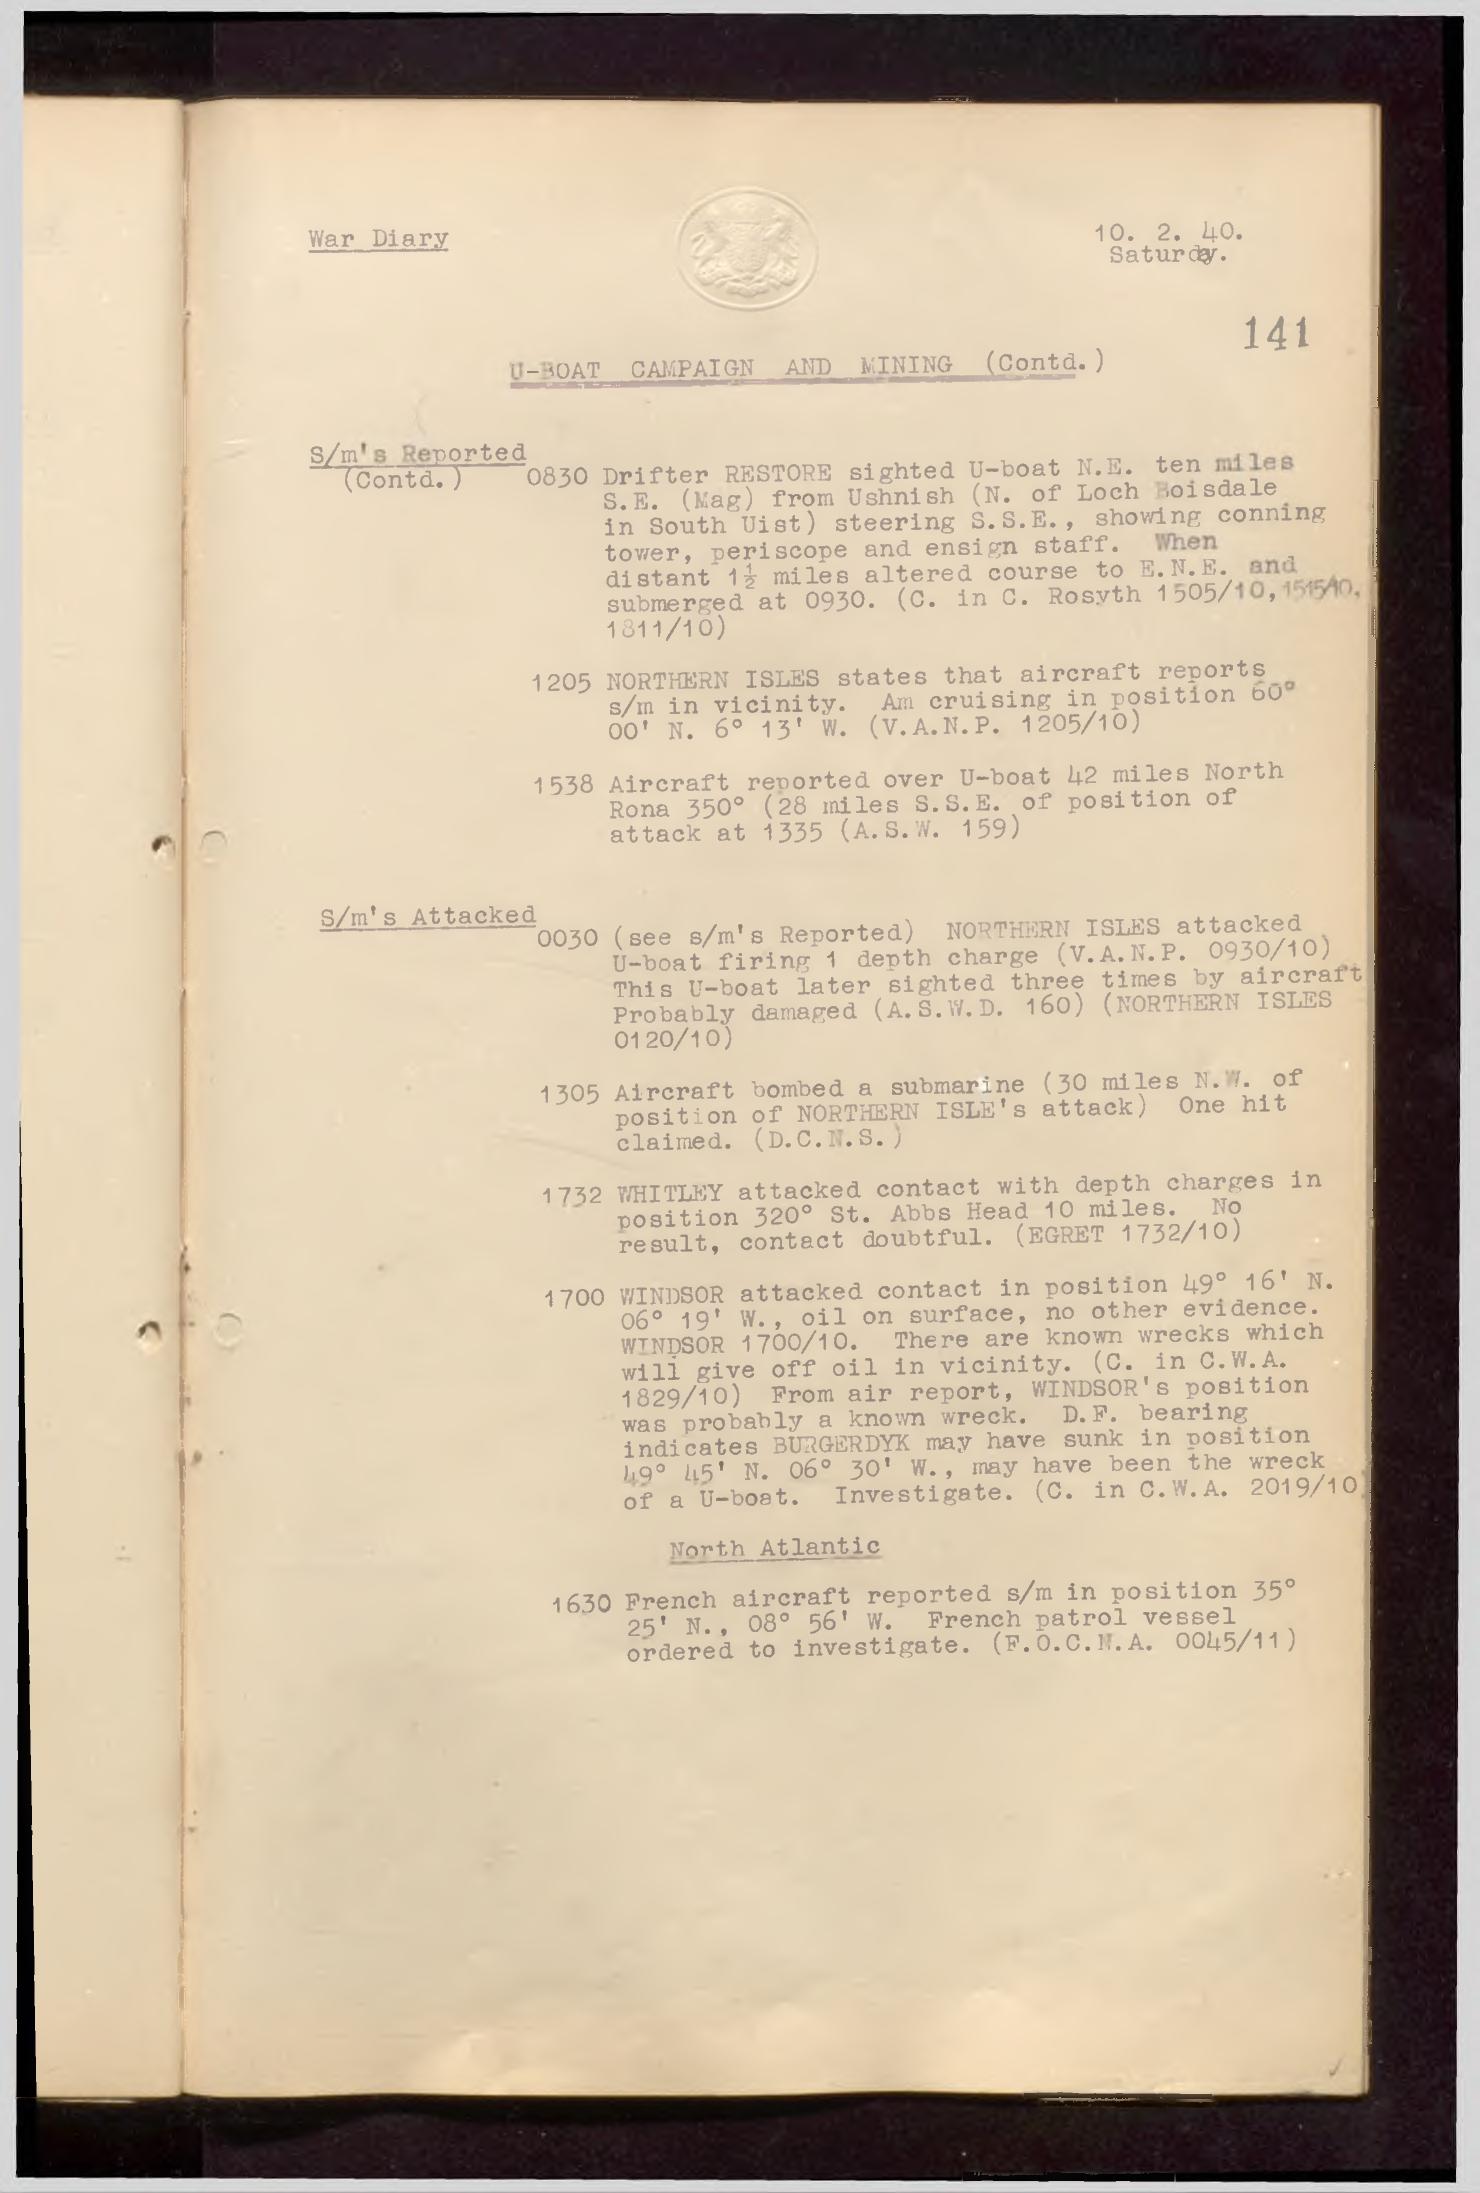 War Diary
10. 2. 40.
Saturday.
141
U-BOAT CAMPAIGN AND MINING (Contd.)
S/m's Reported
(Contd.)
0830 Drifter RESTORE sighted U-boat N.E. ten miles
S.E. (Mag) from Ushnish (N. of Loch Boisdale
in South Uist) steering S.S.E., showing conning
tower, periscope and ensign staff. When
distant 1½ miles altered course to E.N.E. and
submerged at 0930. (C. in C. Rosyth 1505/10, 1515/10,
1811/10)
1205 NORTHERN ISLES states that aircraft reports
s/m in vicinity. Am cruising in position 60°
00' N. 6° 13' W. (V.A.N.P. 1205/10)
1538 Aircraft reported over U-boat 42 miles North
Rona 350° (28 miles S.S.E. of position of
attack at 1335 (A.S.W. 159)
S/m's Attacked
0030 (see s/m's Reported) NORTHERN ISLES attacked
U-boat firing 1 depth charge (V.A.N.P. 0930/10)
This U-boat later sighted three times by aircraft
Probably damaged (A.S.W.D. 160) (NORTHERN ISLES
0120/10)
1305 Aircraft bombed a submarine (30 miles N.W. of
position of NORTHERN ISLE's attack) One hit
claimed. (D.C.N.S.)
1732 WHITLEY attacked contact with depth charges in
position 320° St. Abbs Head 10 miles. No
result, contact doubtful. (EGRET 1732/10)
1700 WINDSOR attacked contact in position 49° 16' N.
06° 19' W., oil on surface, no other evidence.
WINDSOR 1700/10. There are known wrecks which
will give off oil in vicinity. (C. in C.W.A.
1829/10) From air report, WINDSOR's position
was probably a known wreck. D.F. bearing
indicates BURGERDYK may have sunk in position
49° 45' N. 06° 30' W., may have been the wreck
of a U-boat. Investigate. (C. in C.W.A. 2019/10)
North Atlantic
1630 French aircraft reported s/m in position 35°
25' N., 08° 56' W. French patrol vessel
ordered to investigate. (F.O.C.N.A. 0045/11)